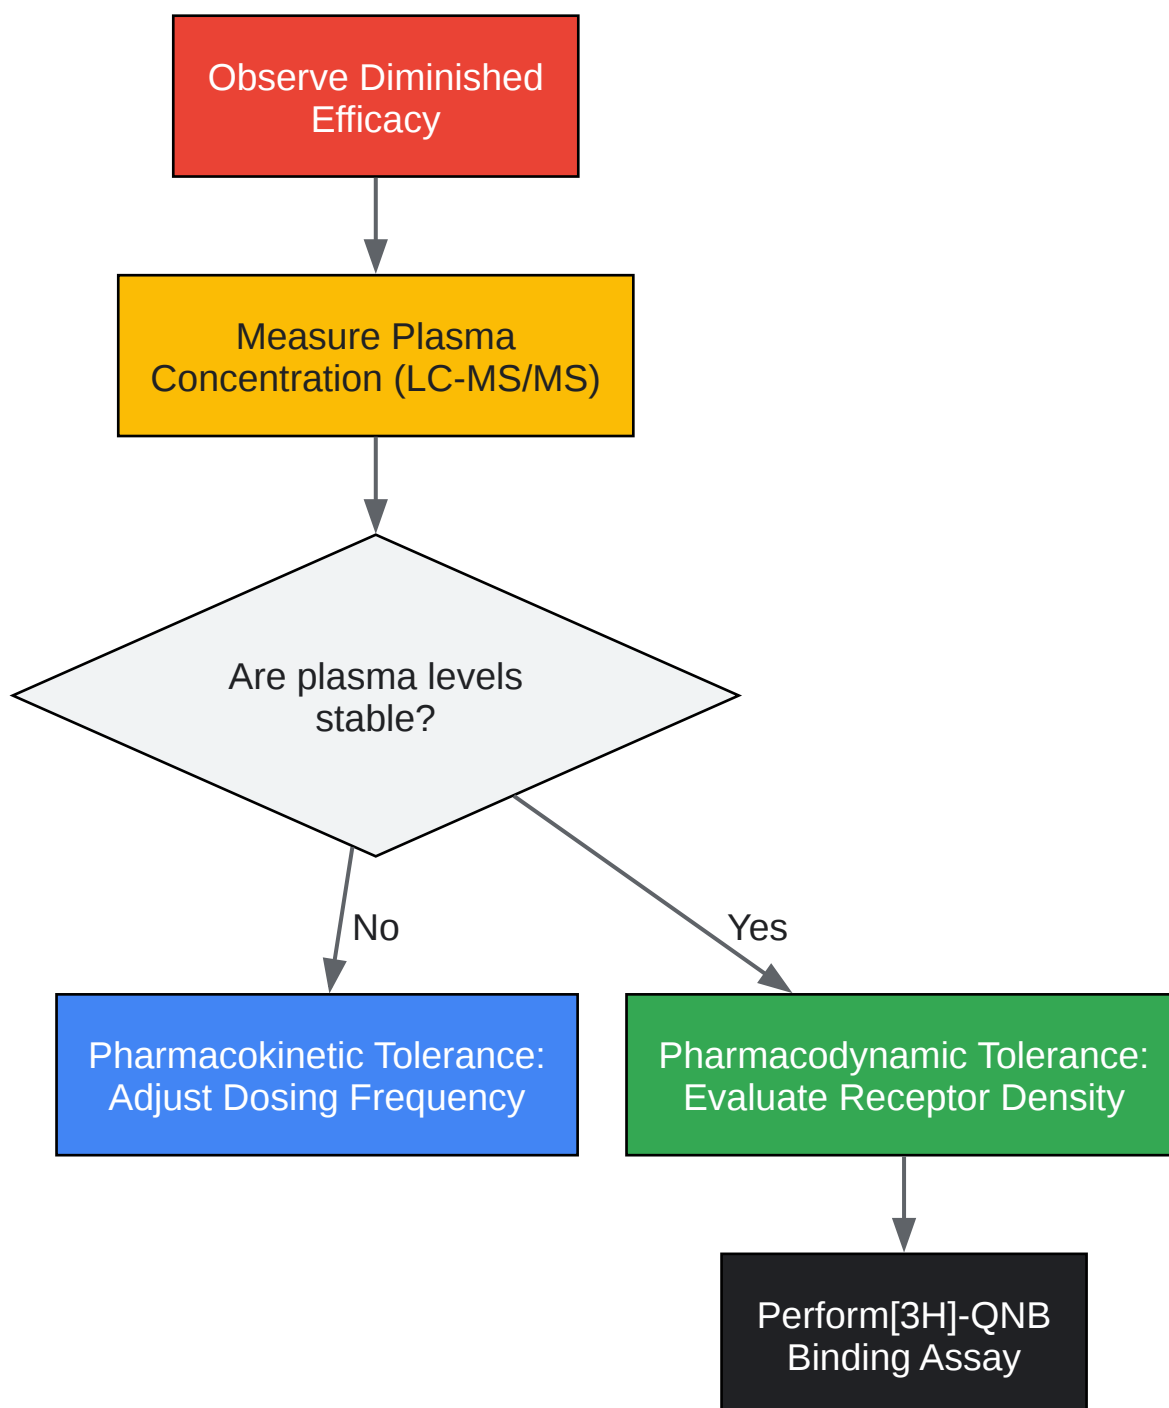 Observe Diminished
Efficacy
Measure Plasma
Concentration (LC-MS/MS)
Are plasma levels
stable?
No
Yes
Pharmacokinetic Tolerance:
Adjust Dosing Frequency
Pharmacodynamic Tolerance:
Evaluate Receptor Density
Perform[3H]-QNB
Binding Assay